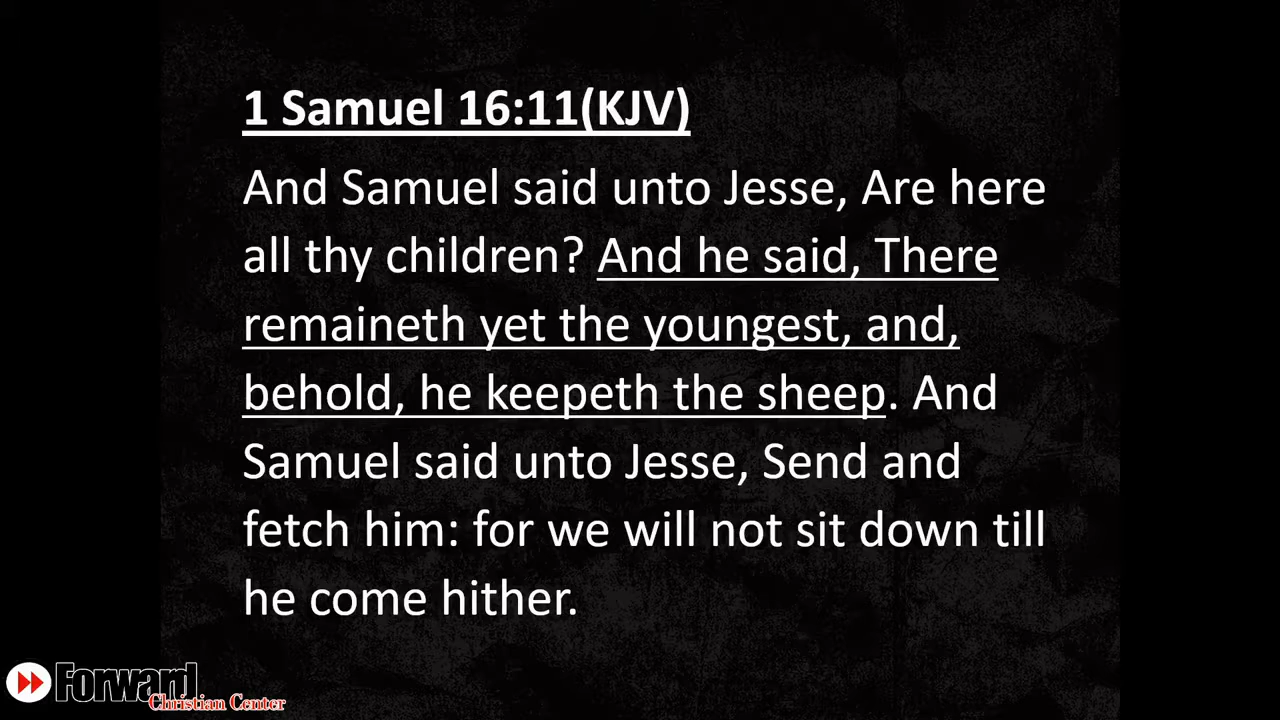 1 Samuel 16:11(KJV)
And Samuel said unto Jesse, Are here
all thy children? And he said, There
remaineth yet the youngest, and,
behold, he keepeth the sheep. And
Samuel said unto Jesse, Send and
fetch him: for we will not sit down till
he come hither.
Forward
Christian Center